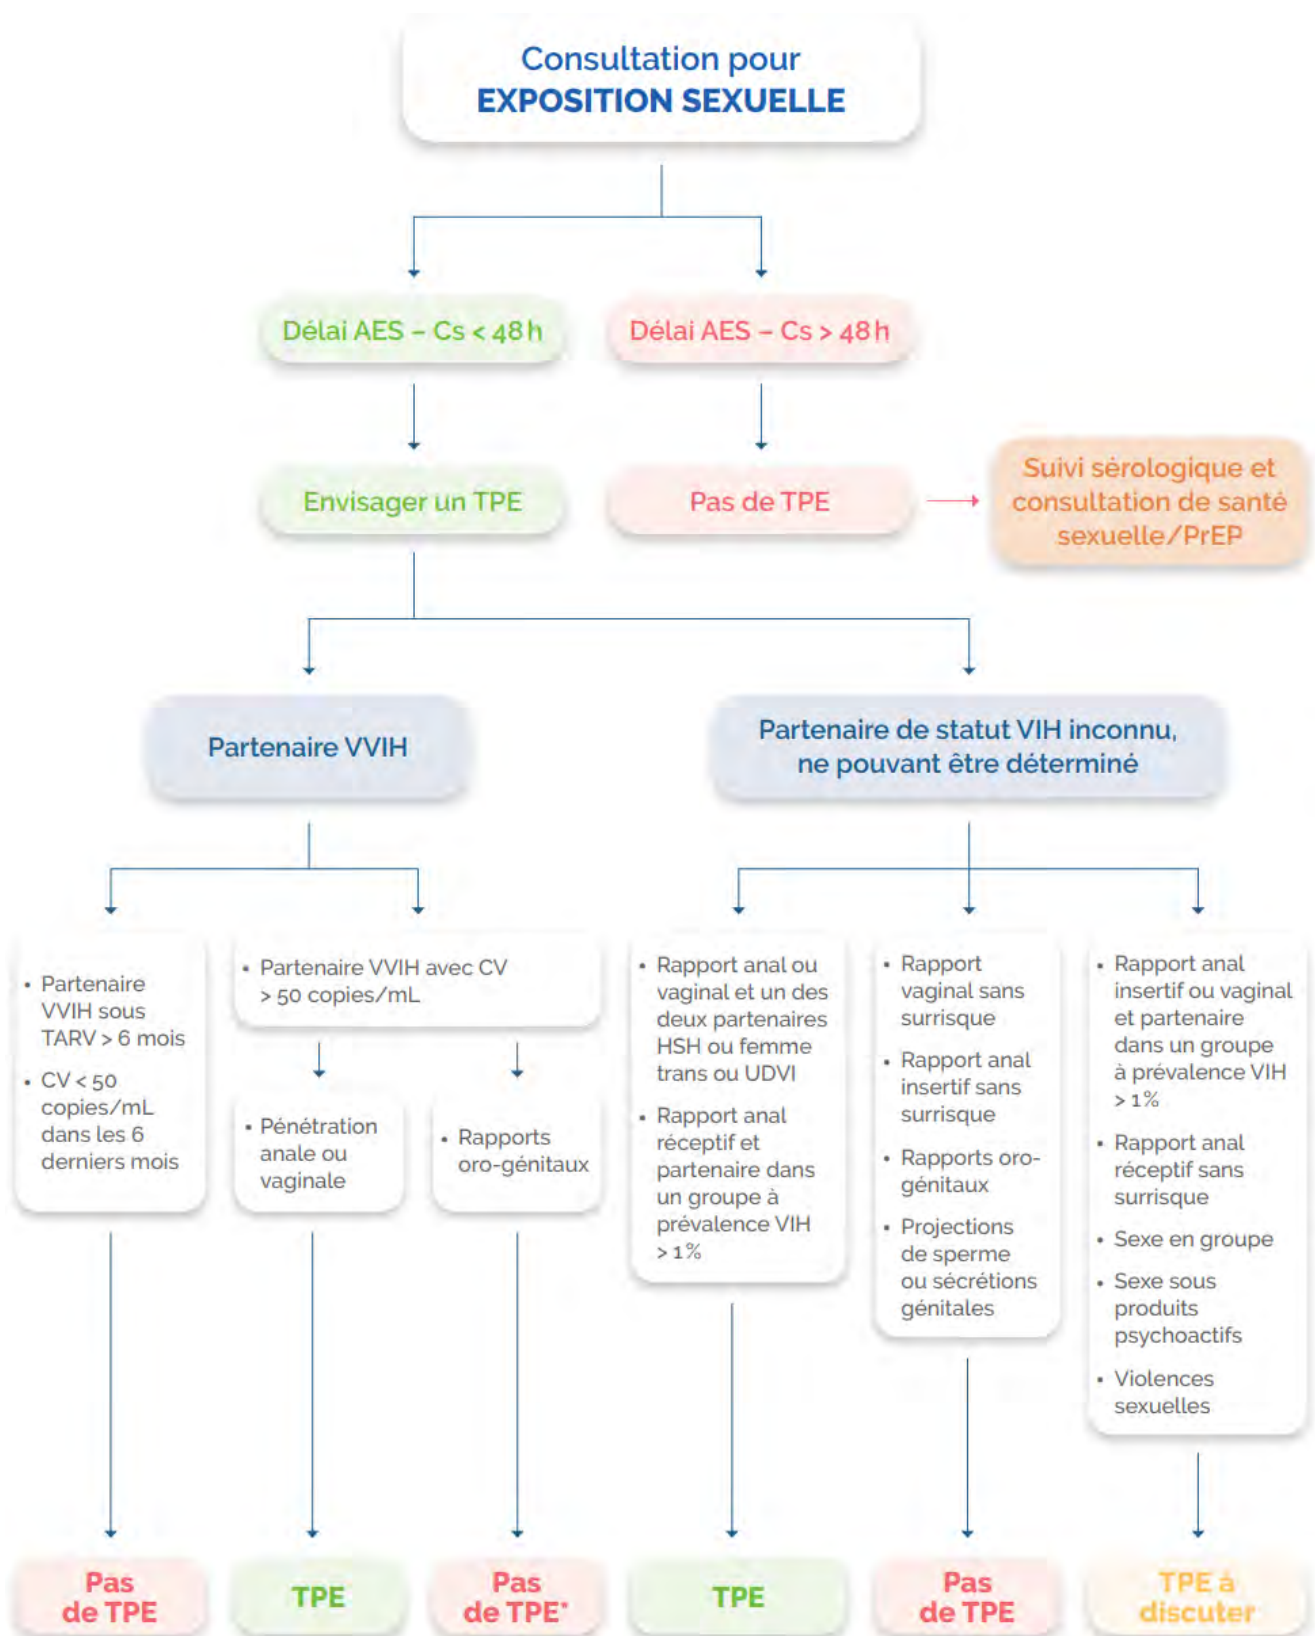 Consultation pour
EXPOSITION SEXUELLE
Délai AES – Cs < 48 h
Délai AES – Cs > 48 h
Envisager un TPE
Pas de TPE
Suivi sérologique et
consultation de santé
sexuelle/PrEP
Partenaire VVIH
Partenaire de statut VIH inconnu,
ne pouvant être déterminé
• Partenaire
VVIH sous
TARV > 6 mois
• CV < 50
copies/mL
dans les 6
derniers mois
• Partenaire VVIH avec CV
> 50 copies/mL
• Pénétration
anale ou
vaginale
• Rapports
oro-génitaux
• Rapport anal ou
vaginal et un des
deux partenaires
HSH ou femme
trans ou UDVI
• Rapport anal
réceptif et
partenaire dans
un groupe à
prévalence VIH
> 1%
• Rapport
vaginal sans
surrisque
• Rapport anal
insertif sans
surrisque
• Rapports oro-
génitaux
• Projections
de sperme
ou sécrétions
génitales
• Rapport anal
insertif ou vaginal
et partenaire
dans un groupe
à prévalence VIH
> 1%
• Rapport anal
réceptif sans
surrisque
• Sexe en groupe
• Sexe sous
produits
psychoactifs
• Violences
sexuelles
Pas
de TPE
TPE
Pas
de TPE*
TPE
Pas
de TPE
TPE à
discuter